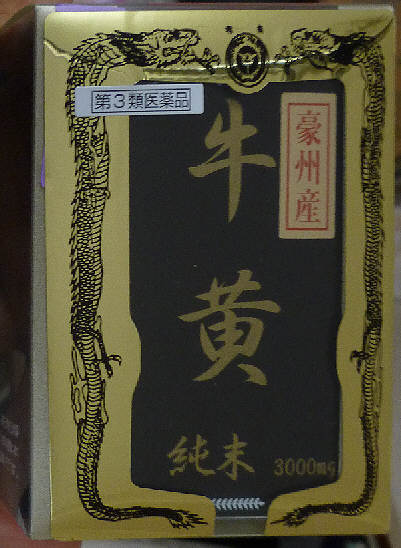 第3類医薬品
豪州産
牛黄
純末 3000mg